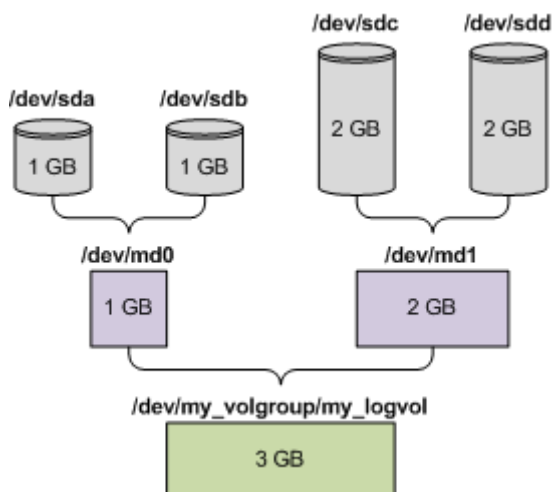 /dev/sdc /dev/sdd
/dev/sda /dev/sdb
2 GB 2 GB
1 GB 1 GB
/dev/md0 /dev/md1
1 GB 2 GB
/dev/my_volgroup/my_logvol
3 GB